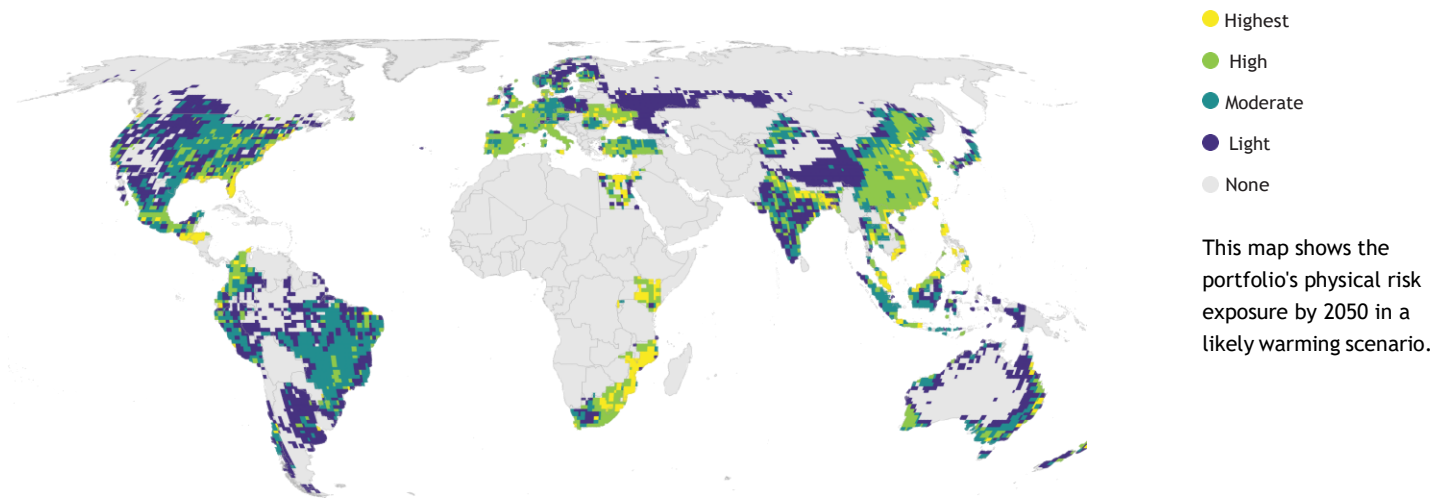 Highest
High
Moderate
Light
None
This map shows the
portfolio's physical risk
exposure by 2050 in a
likely warming scenario.